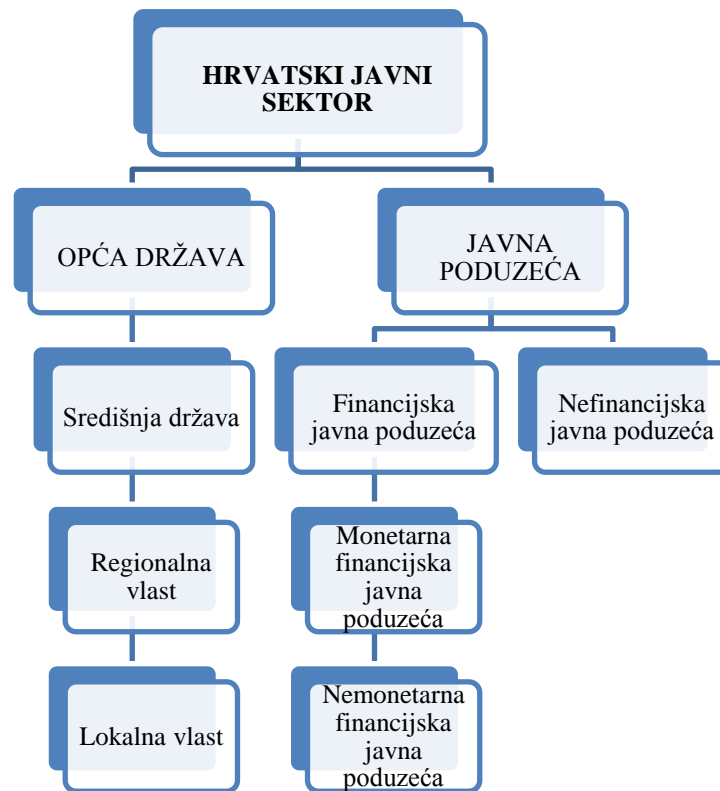 HRVATSKI JAVNI
SEKTOR
OPĆA DRŽAVA
JAVNA
PODUZEĆA
Središnja država
Financijska
javna poduzeća
Nefinancijska
javna poduzeća
Regionalna
vlast
Monetarna
financijska
javna
poduzeća
Lokalna vlast
Nemonetarna
financijska
javna
poduzeća